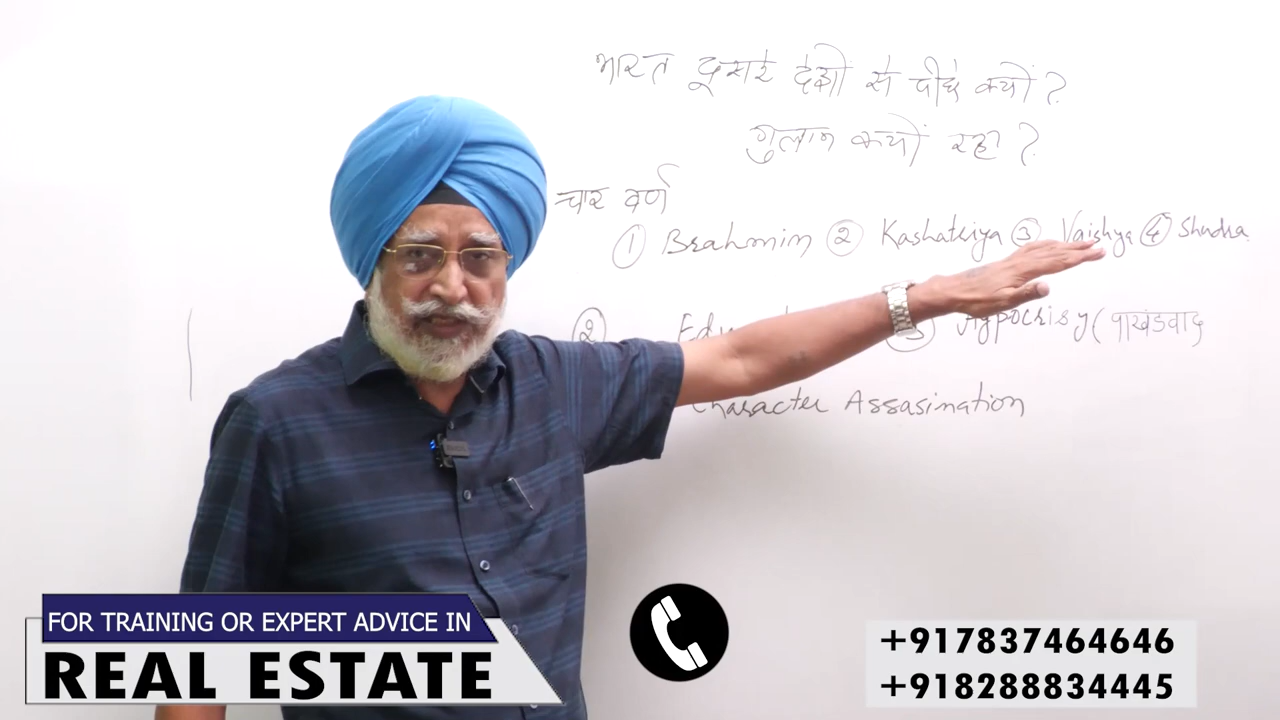 भारत दूसरे देशों से पीछे क्यों?
गुलाम क्यों रहा?
चार वर्ण
① Brahmin ② Kashatriya ③ Vaishya ④ Shudra
② ③ Hypocrisy (पाखंडवाद
Character Assasination
FOR TRAINING OR EXPERT ADVICE IN
REAL ESTATE
+917837464646
+918288834445